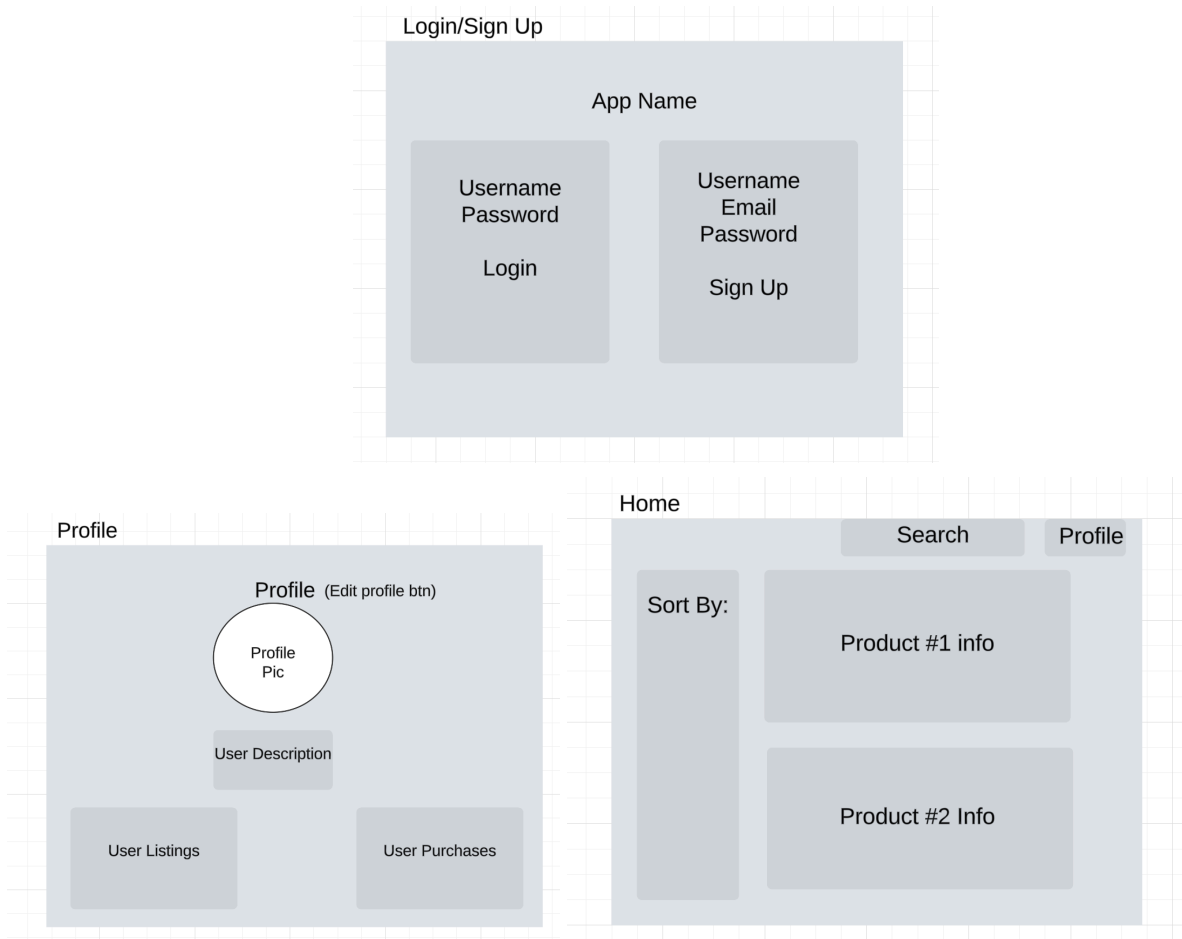 Login/Sign Up
App Name
Username
Password
Login
Username
Email
Password
Sign Up
Profile
Profile (Edit profile btn)
Profile
Pic
User Description
User Listings
User Purchases
Home
Search
Profile
Sort By:
Product #1 info
Product #2 Info